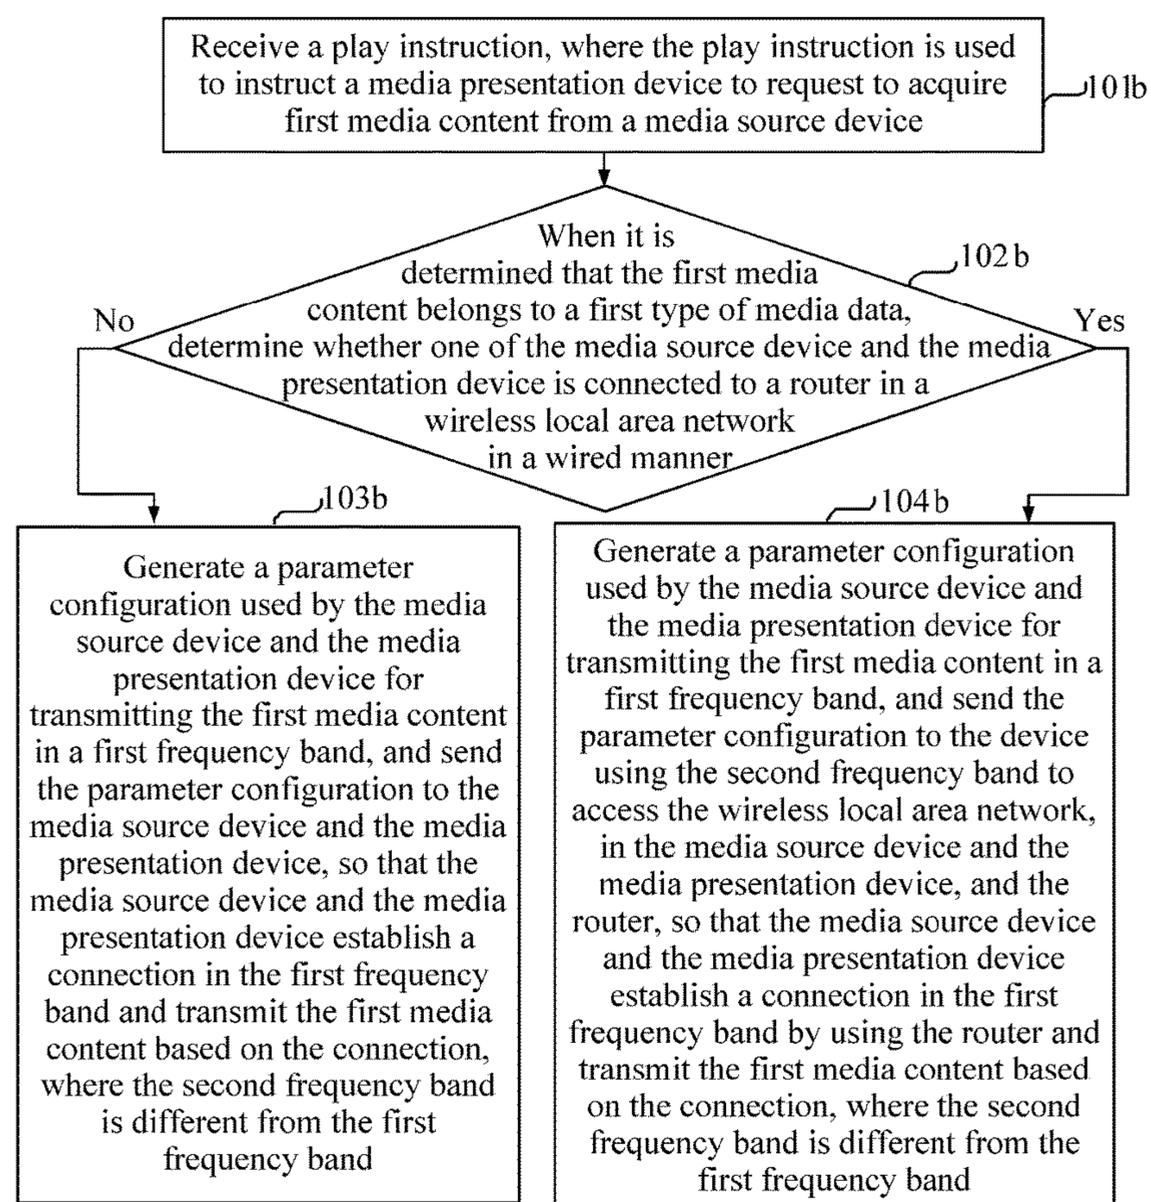 Receive a play instruction, where the play instruction is used
to instruct a media presentation device to request to acquire
first media content from a media source device
101b
When it is
determined that the first media
content belongs to a first type of media data,
determine whether one of the media source device and the media
presentation device is connected to a router in a
wireless local area network
in a wired manner
102b
No
Yes
103b
Generate a parameter
configuration used by the media
source device and the media
presentation device for
transmitting the first media content
in a first frequency band, and send
the parameter configuration to the
media source device and the media
presentation device, so that the
media source device and the media
presentation device establish a
connection in the first frequency
band and transmit the first media
content based on the connection,
where the second frequency band
is different from the first
frequency band
104b
Generate a parameter configuration
used by the media source device and
the media presentation device for
transmitting the first media content in a
first frequency band, and send the
parameter configuration to the device
using the second frequency band to
access the wireless local area network,
in the media source device and the
media presentation device, and the
router, so that the media source device
and the media presentation device
establish a connection in the first
frequency band by using the router and
transmit the first media content based
on the connection, where the second
frequency band is different from the
first frequency band